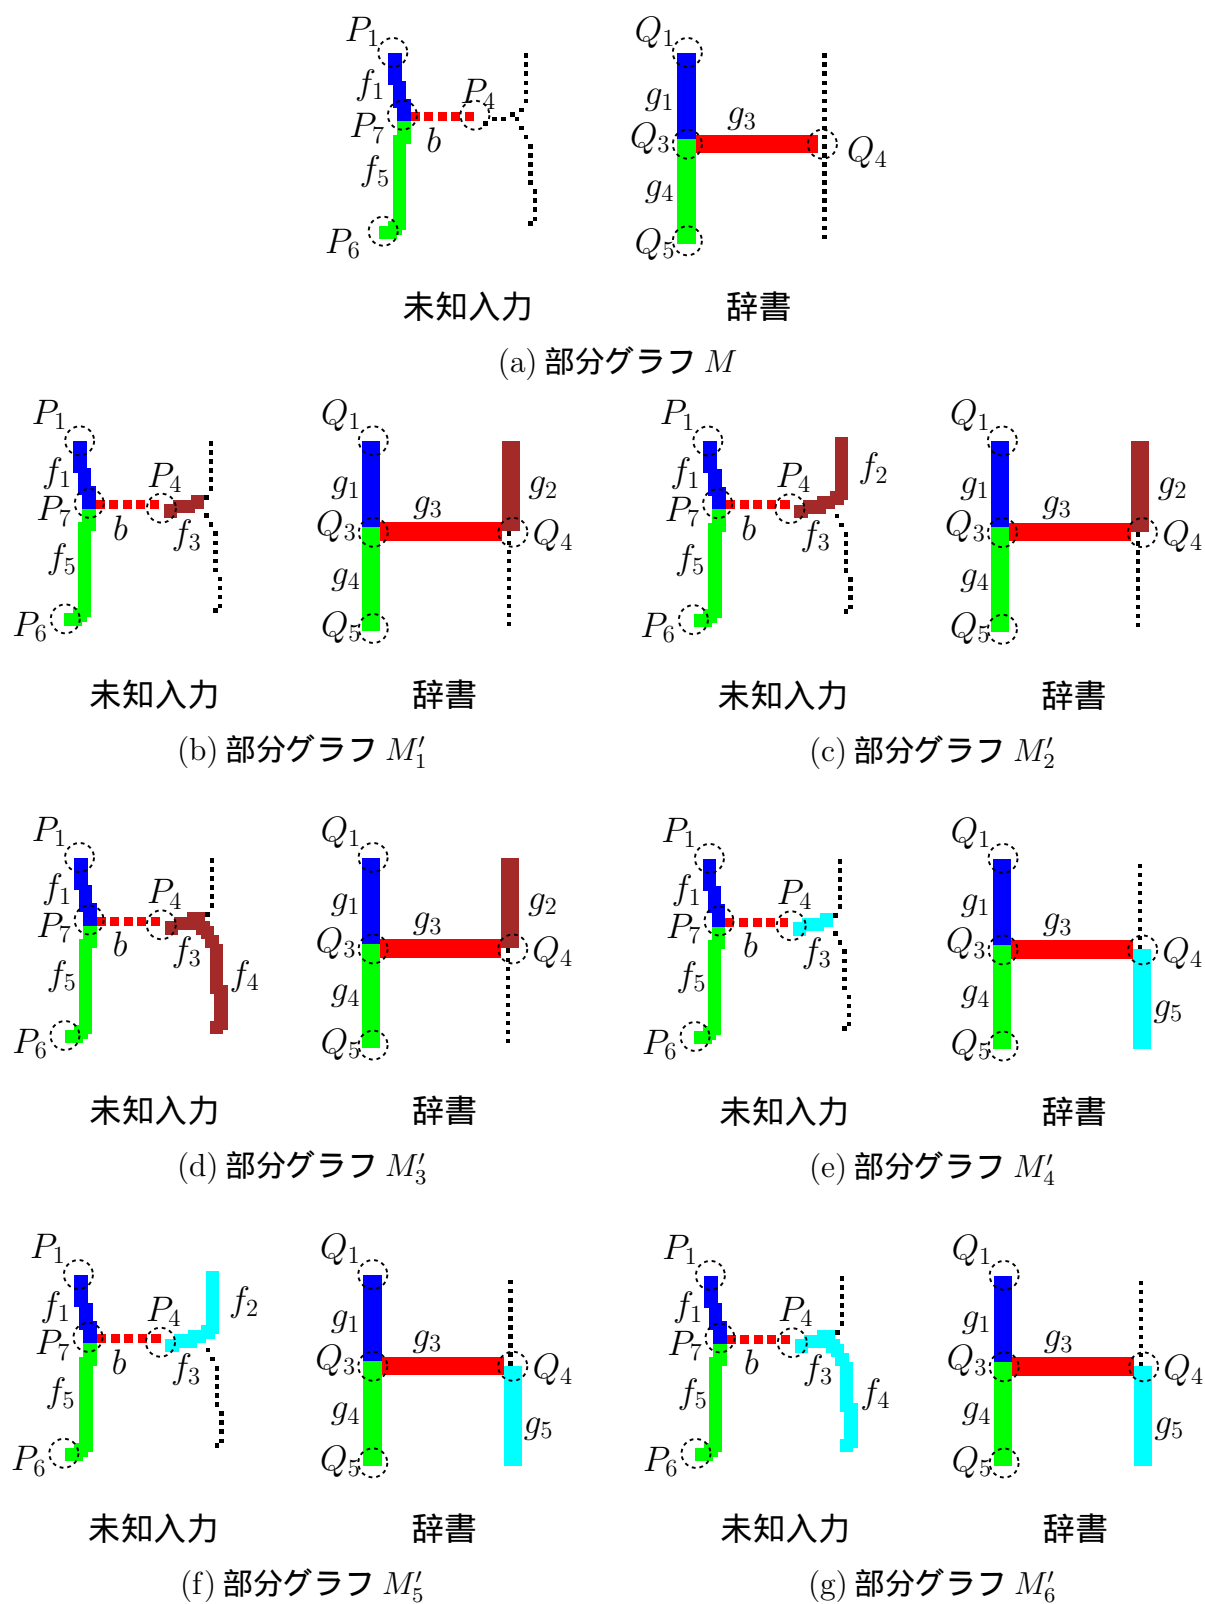 P₁ Q₁
f₁ P₄ g₁ g₃
P₇ b Q₃ Q₄
f₅ g₄
P₆ Q₅
未知入力 辞書
(a) 部分グラフ M
P₁ Q₁ P₁ Q₁
f₂
f₁ P₄ g₁ g₂ f₁ P₄ g₁ g₂
P₇ b f₃ Q₃ g₃ Q₄ P₇ b f₃ Q₃ g₃ Q₄
f₅ g₄ f₅ g₄
P₆ Q₅ P₆ Q₅
未知入力 辞書 未知入力 辞書
(b) 部分グラフ M′₁ (c) 部分グラフ M′₂
P₁ Q₁ P₁ Q₁
f₁ P₄ g₁ g₂ f₁ P₄ g₁
P₇ b f₃ Q₃ g₃ Q₄ P₇ b f₃ Q₃ g₃ Q₄
f₅ f₄ g₄ f₅ g₄ g₅
P₆ Q₅ P₆ Q₅
未知入力 辞書 未知入力 辞書
(d) 部分グラフ M′₃ (e) 部分グラフ M′₄
P₁ Q₁ P₁ Q₁
f₁ P₄ f₂ g₁ f₁ P₄ g₁
P₇ b f₃ Q₃ g₃ Q₄ P₇ b f₃ Q₃ g₃ Q₄
f₅ g₄ g₅ f₅ f₄ g₄ g₅
P₆ Q₅ P₆ Q₅
未知入力 辞書 未知入力 辞書
(f) 部分グラフ M′₅ (g) 部分グラフ M′₆